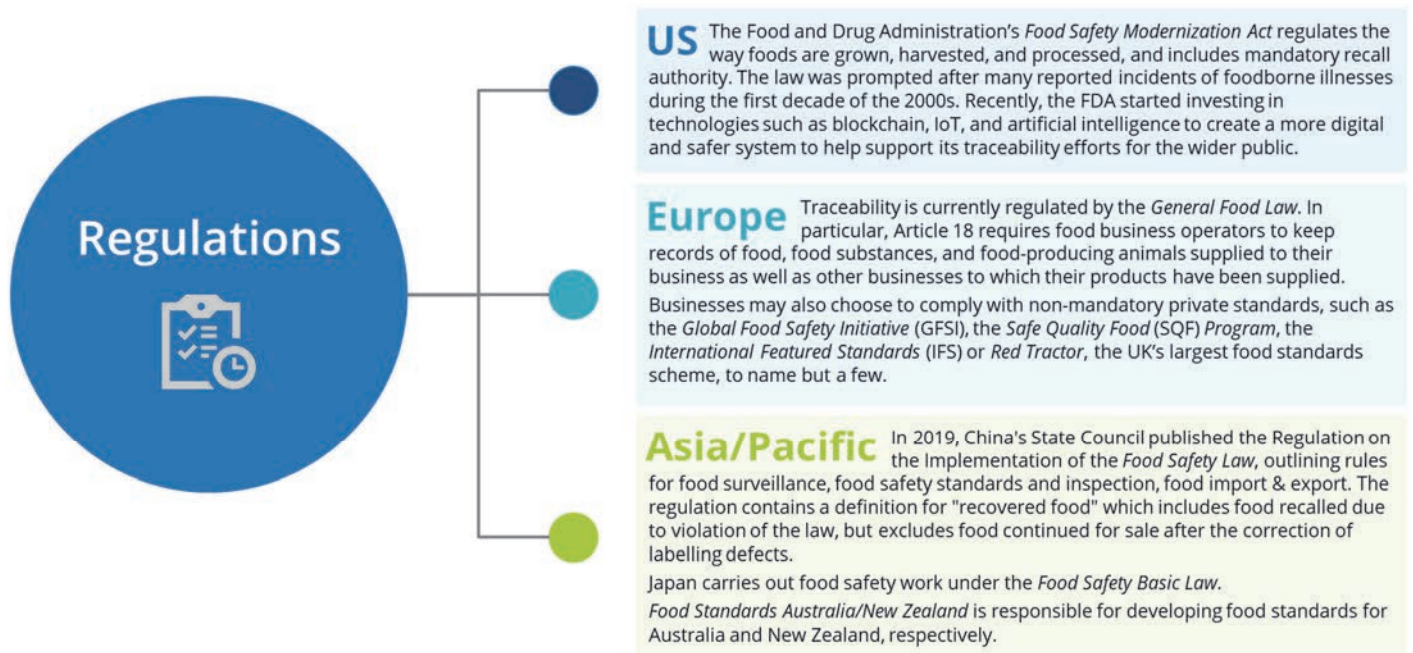 Regulations
US The Food and Drug Administration's Food Safety Modernization Act regulates the
way foods are grown, harvested, and processed, and includes mandatory recall
authority. The law was prompted after many reported incidents of foodborne illnesses
during the first decade of the 2000s. Recently, the FDA started investing in
technologies such as blockchain, IoT, and artificial intelligence to create a more digital
and safer system to help support its traceability efforts for the wider public.
Europe Traceability is currently regulated by the General Food Law. In
particular, Article 18 requires food business operators to keep
records of food, food substances, and food-producing animals supplied to their
business as well as other businesses to which their products have been supplied.
Businesses may also choose to comply with non-mandatory private standards, such as
the Global Food Safety Initiative (GFSI), the Safe Quality Food (SQF) Program, the
International Featured Standards (IFS) or Red Tractor, the UK's largest food standards
scheme, to name but a few.
Asia/Pacific In 2019, China's State Council published the Regulation on
the Implementation of the Food Safety Law, outlining rules
for food surveillance, food safety standards and inspection, food import & export. The
regulation contains a definition for "recovered food" which includes food recalled due
to violation of the law, but excludes food continued for sale after the correction of
labelling defects.
Japan carries out food safety work under the Food Safety Basic Law.
Food Standards Australia/New Zealand is responsible for developing food standards for
Australia and New Zealand, respectively.